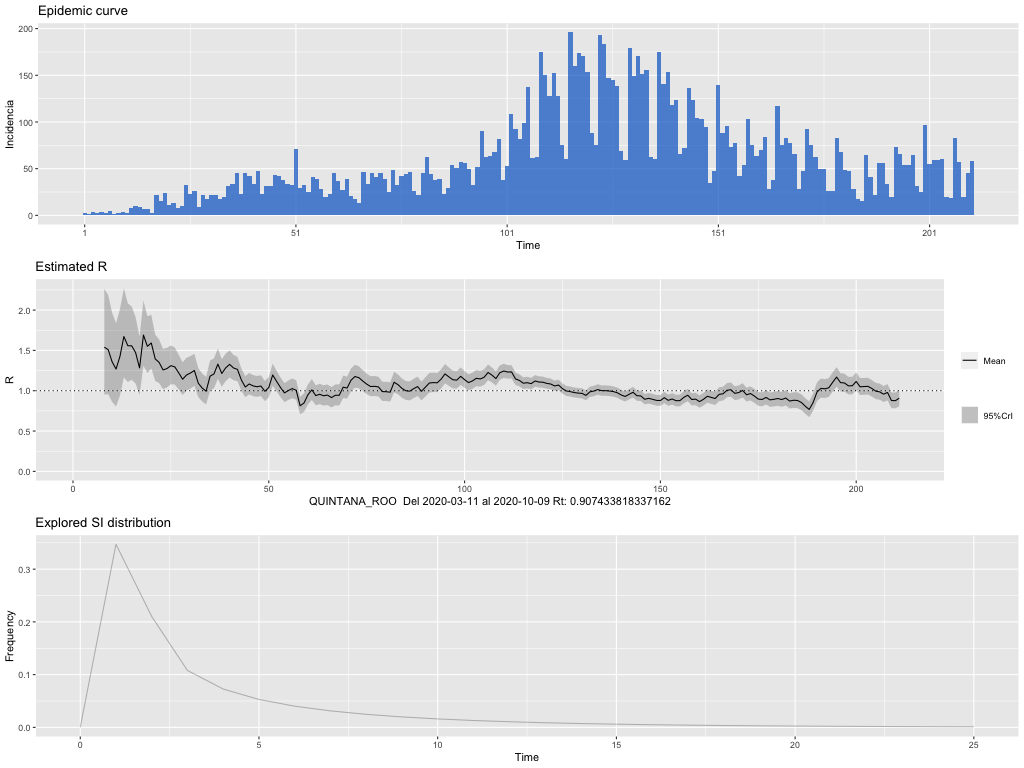 Epidemic curve
200
150
100
50
0
Incidencia
1 51 101 151 201
Time
Estimated R
2.0
1.5
1.0
0.5
0.0
R
0 50 100 150 200
QUINTANA_ROO Del 2020-03-11 al 2020-10-09 Rt: 0.907433818337162
Mean
95%CrI
Explored SI distribution
0.3
0.2
0.1
0.0
Frequency
0 5 10 15 20 25
Time